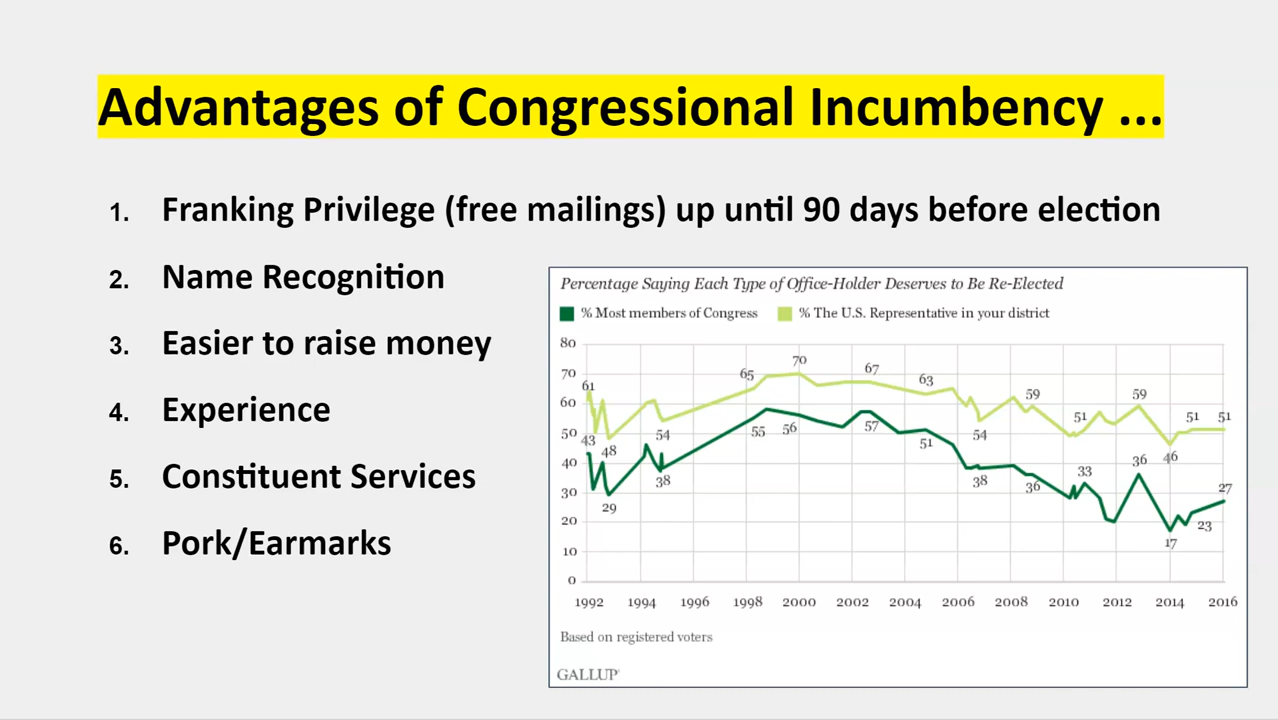 Advantages of Congressional Incumbency ...
1. Franking Privilege (free mailings) up until 90 days before election
2. Name Recognition
3. Easier to raise money
4. Experience
5. Constituent Services
6. Pork/Earmarks
Percentage Saying Each Type of Office-Holder Deserves to Be Re-Elected
% Most members of Congress % The U.S. Representative in your district
80
70
60
50
40
30
20
10
0
61 48 54 65 70 67 63 54 59 51 59 46 51 51
43 29 38 55 56 57 51 38 36 33 36 17 23 27
1992 1994 1996 1998 2000 2002 2004 2006 2008 2010 2012 2014 2016
Based on registered voters
GALLUP®